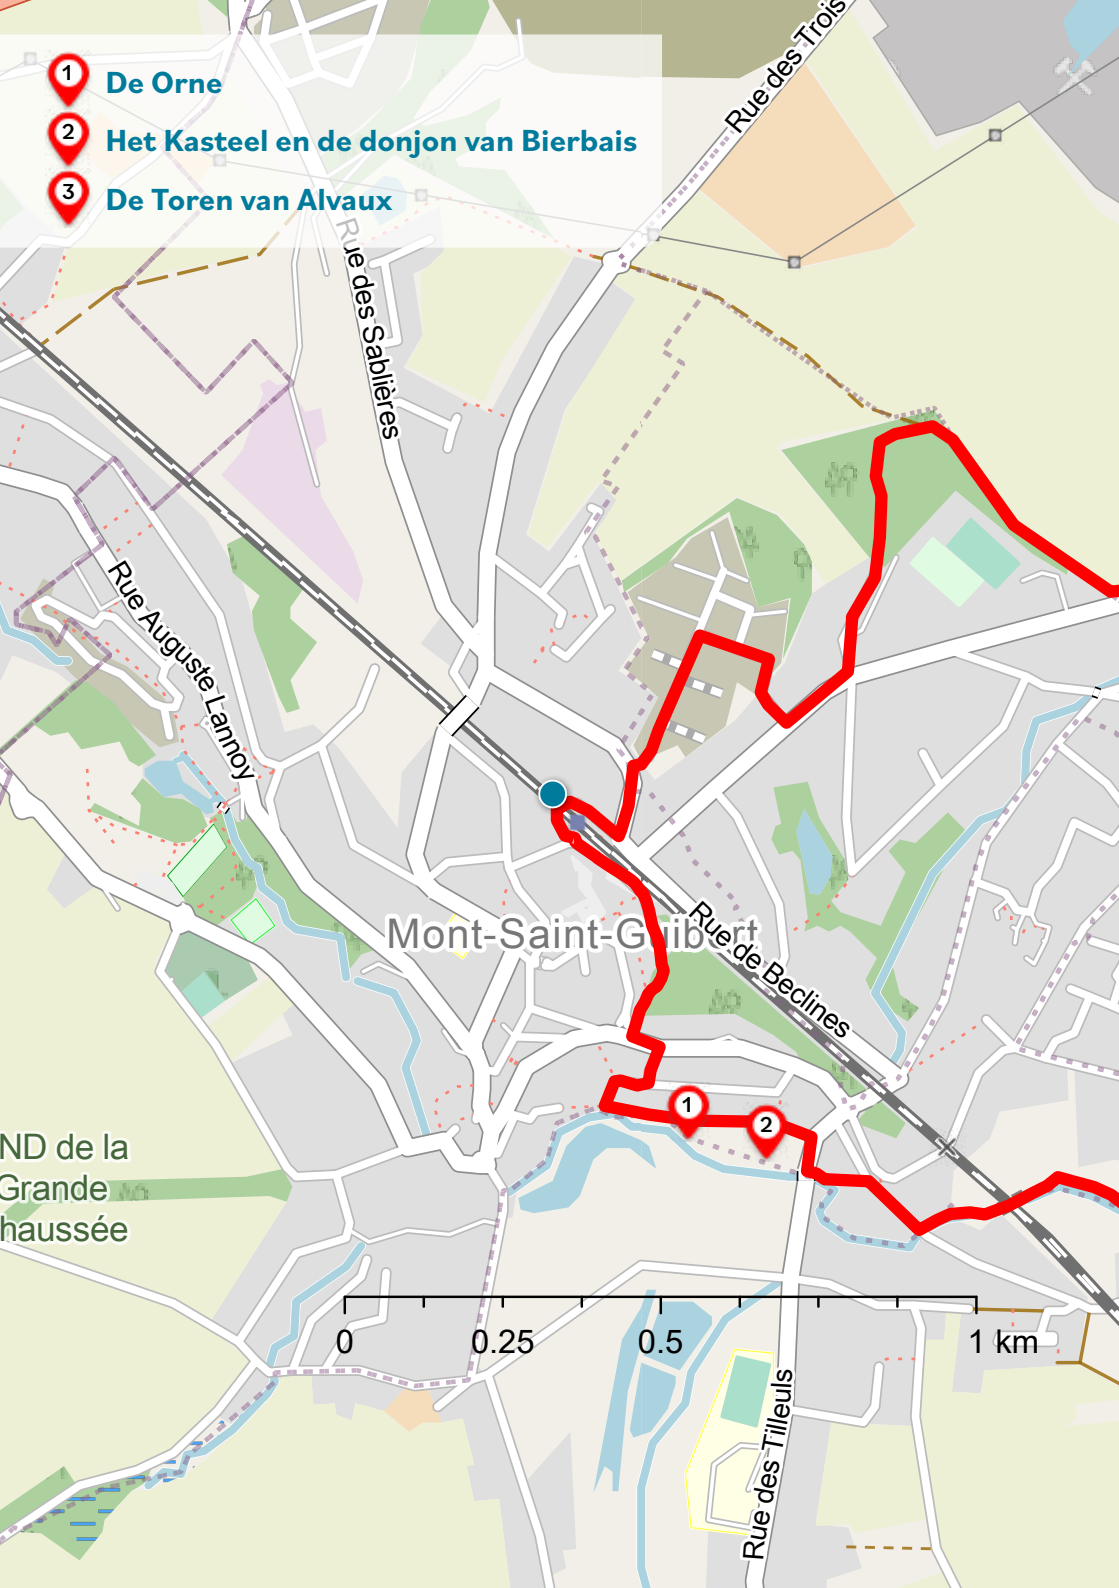 1 De Orne
2 Het Kasteel en de donjon van Bierbais
3 De Toren van Alvaux
Rue des Trois
Rue des Sablières
Rue Auguste Lannoy
Mont-Saint-Guibert
Rue de Beclines
1
2
ND de la
Grande
haussée
0 0.25 0.5 1 km
Rue des Tilleuls